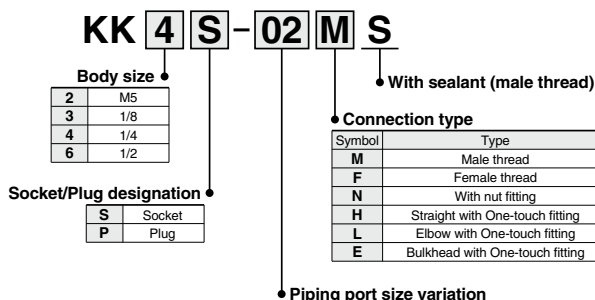 KK 4 S – 02 M S
Body size
2 M5
3 1/8
4 1/4
6 1/2
Socket/Plug designation
S Socket
P Plug
With sealant (male thread)
Connection type
Symbol Type
M Male thread
F Female thread
N With nut fitting
H Straight with One-touch fitting
L Elbow with One-touch fitting
E Bulkhead with One-touch fitting
Piping port size variation